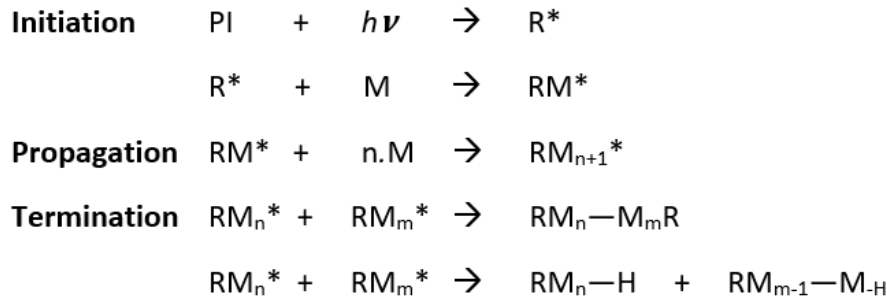 Initiation PI + hν → R*
R* + M → RM*
Propagation RM* + n.M → RMₙ₊₁*
Termination RMₙ* + RMₘ* → RMₙ—MₘR
RMₙ* + RMₘ* → RMₙ—H + RMₘ₋₁—M₋H